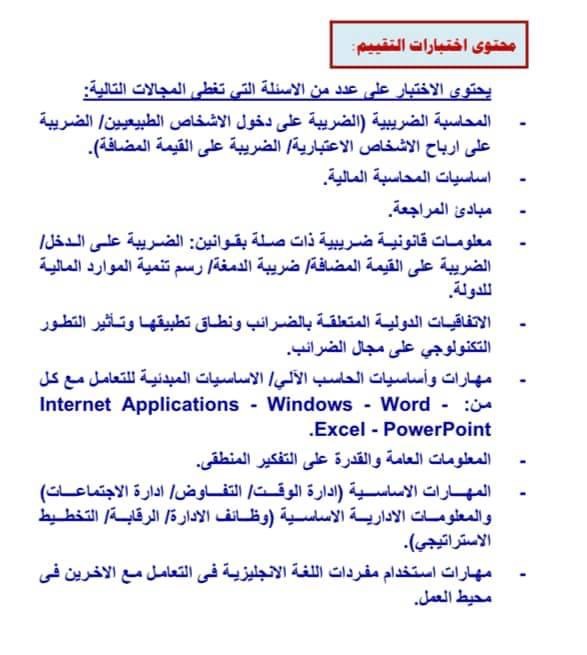 محتوى اختبارات التقييم:
يحتوى الاختبار على عدد من الاسئلة التى تغطى المجالات التالية:
- المحاسبة الضريبية (الضريبة على دخول الاشخاص الطبيعيين/ الضريبة
على ارباح الاشخاص الاعتبارية/ الضريبة على القيمة المضافة).
- اساسيات المحاسبة المالية.
- مبادئ المراجعة.
- معلومات قانونية ضريبية ذات صلة بقوانين: الضريبة على الدخل/
الضريبة على القيمة المضافة/ ضريبة الدمغة/ رسم تنمية الموارد المالية
للدولة.
- الاتفاقيات الدولية المتعلقة بالضرائب ونطاق تطبيقها وتأثير التطور
التكنولوجي على مجال الضرائب.
- مهارات وأساسيات الحاسب الآلي/ الاساسيات المبدئية للتعامل مع كل
من: Internet Applications - Windows - Word -
Excel - PowerPoint.
- المعلومات العامة والقدرة على التفكير المنطقى.
- المهارات الاساسية (ادارة الوقت/ التفاوض/ ادارة الاجتماعات)
والمعلومات الادارية الاساسية (وظائف الادارة/ الرقابة/ التخطيط
الاستراتيجي).
- مهارات استخدام مفردات اللغة الانجليزية فى التعامل مع الاخرين فى
محيط العمل.